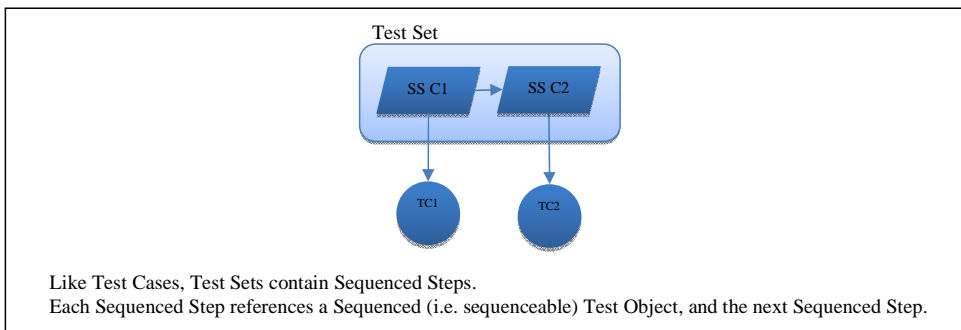 Test Set
SS C1
SS C2
TC1
TC2
Like Test Cases, Test Sets contain Sequenced Steps.
Each Sequenced Step references a Sequenced (i.e. sequenceable) Test Object, and the next Sequenced Step.